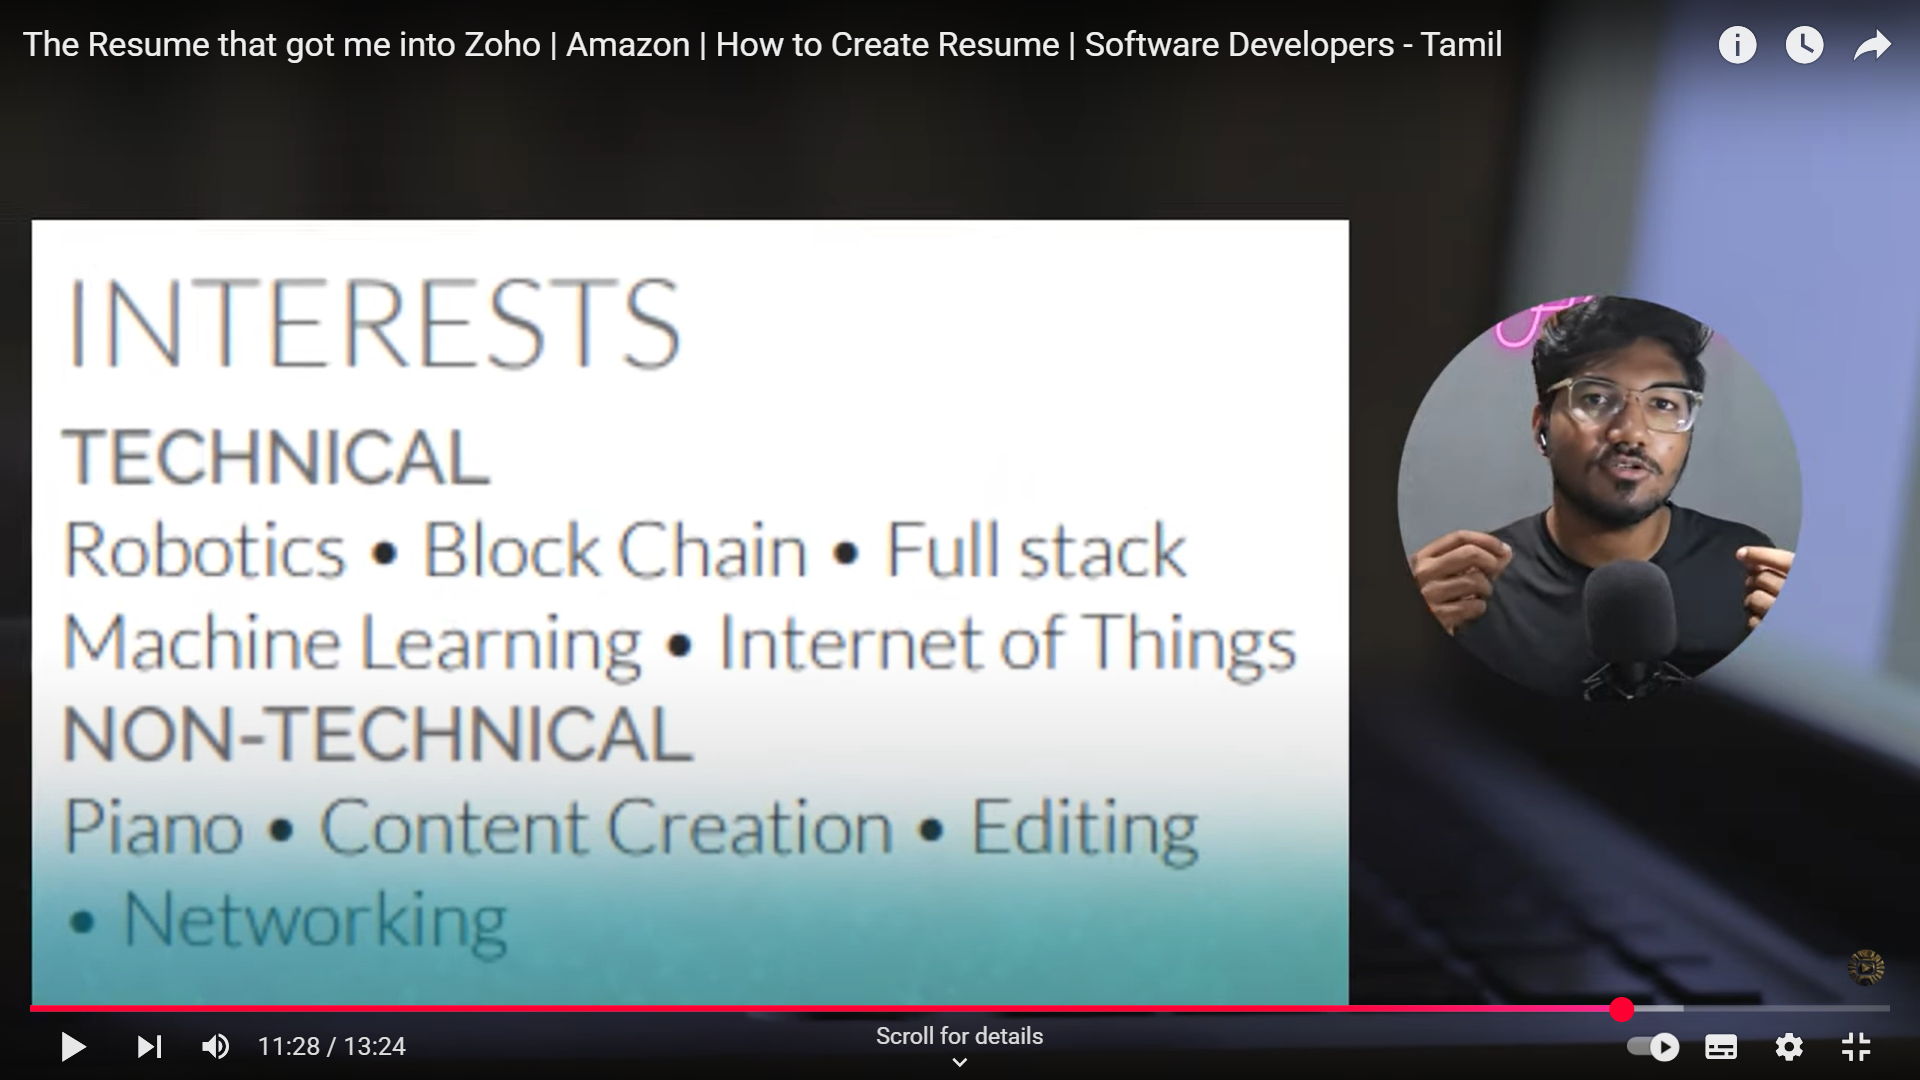 The Resume that got me into Zoho | Amazon | How to Create Resume | Software Developers - Tamil
INTERESTS
TECHNICAL
Robotics • Block Chain • Full stack
Machine Learning • Internet of Things
NON-TECHNICAL
Piano • Content Creation • Editing
• Networking
11:28 / 13:24
Scroll for details